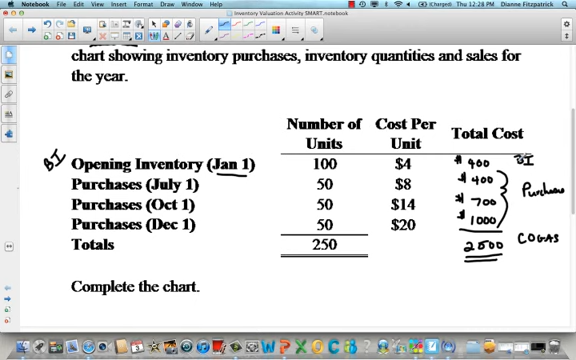 Notebook File Edit View Insert Format Window Help
(Charged) Thu 12:28 PM Dianne Fitzpatrick
Inventory Valuation Activity SMART.notebook
chart showing inventory purchases, inventory quantities and sales for
the year.
Number of Units Cost Per Unit Total Cost
BI Opening Inventory (Jan 1) 100 $4 $400 BI
Purchases (July 1) 50 $8 $400 Purchases
Purchases (Oct 1) 50 $14 $700
Purchases (Dec 1) 50 $20 $1000
Totals 250 2500 COGAS
Complete the chart.